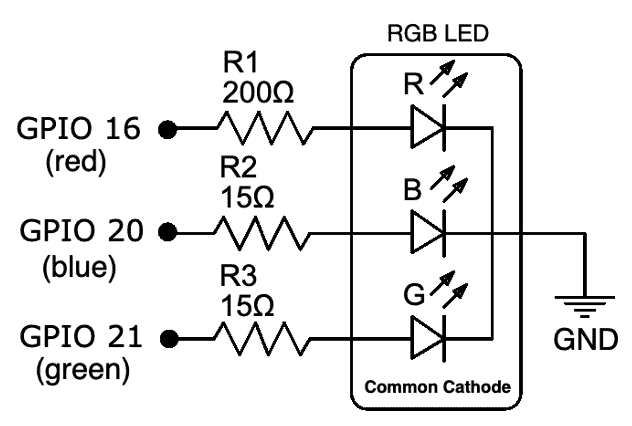 RGB LED
R1
200Ω
R
GPIO 16
(red)
R2
15Ω
B
GPIO 20
(blue)
R3
15Ω
G
GPIO 21
(green)
GND
Common Cathode